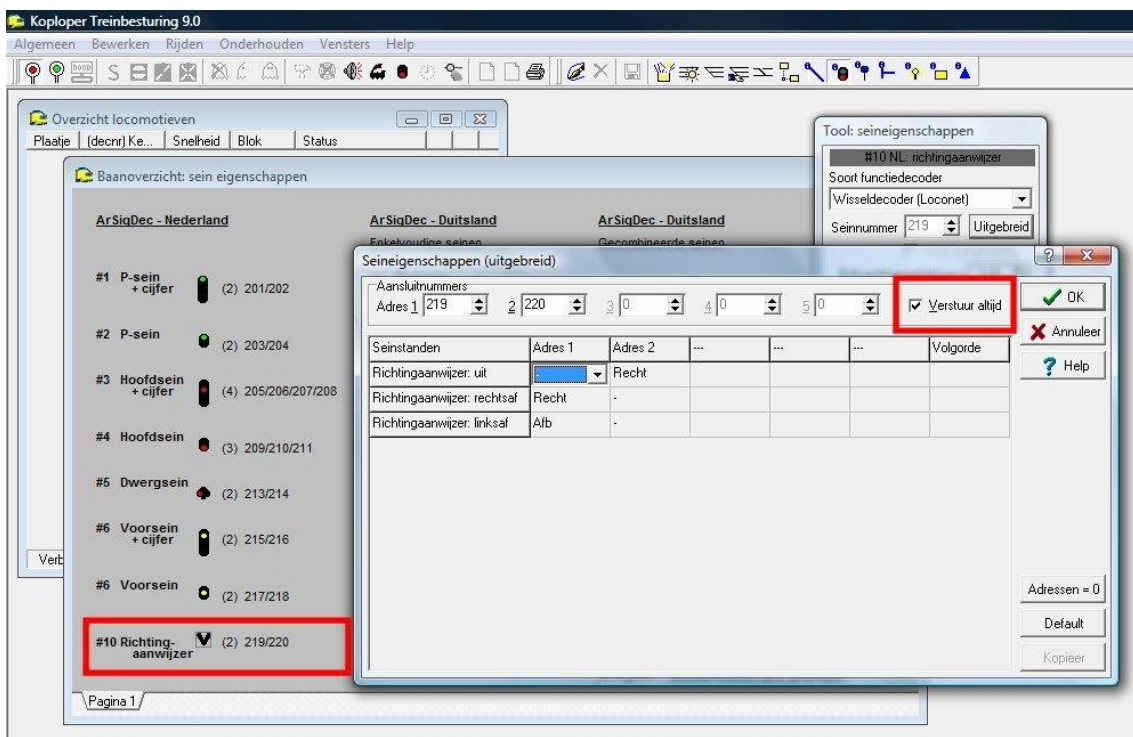 Koploper Treinbesturing 9.0
Algemeen Bewerken Rijden Onderhouden Vensters Help
Overzicht locomotieven
Plaatje (decnr) Ke... Snelheid Blok Status
Tool: seineigenschappen
#10 NL: richtingaanwijzer
Soort functiedecoder
Wisseldecoder (Loconet)
Seinnummer 219 Uitgebreid
Baanoverzicht: sein eigenschappen
ArSigDec - Nederland ArSigDec - Duitsland ArSigDec - Duitsland
Enkelvoudige seinen Gecombineerde seinen
#1 P-sein
+ cijfer (2) 201/202
#2 P-sein
(2) 203/204
#3 Hoofdsein
+ cijfer (4) 205/206/207/208
#4 Hoofdsein
(3) 209/210/211
#5 Dwergsein
(2) 213/214
#6 Voorsein
+ cijfer (2) 215/216
#6 Voorsein
(2) 217/218
#10 Richting-
aanwijzer (2) 219/220
Pagina 1
Verb
Seineigenschappen (uitgebreid)
Aansluitnummers
Adres 1 219 2 220 3 0 4 0 5 0 Verstuur altijd
Seinstanden Adres 1 Adres 2 --- --- --- Volgorde
Richtingaanwijzer: uit - Recht
Richtingaanwijzer: rechtsaf Recht -
Richtingaanwijzer: linksaf Afb -
OK
Annuleer
Help
Adressen = 0
Default
Kopieer